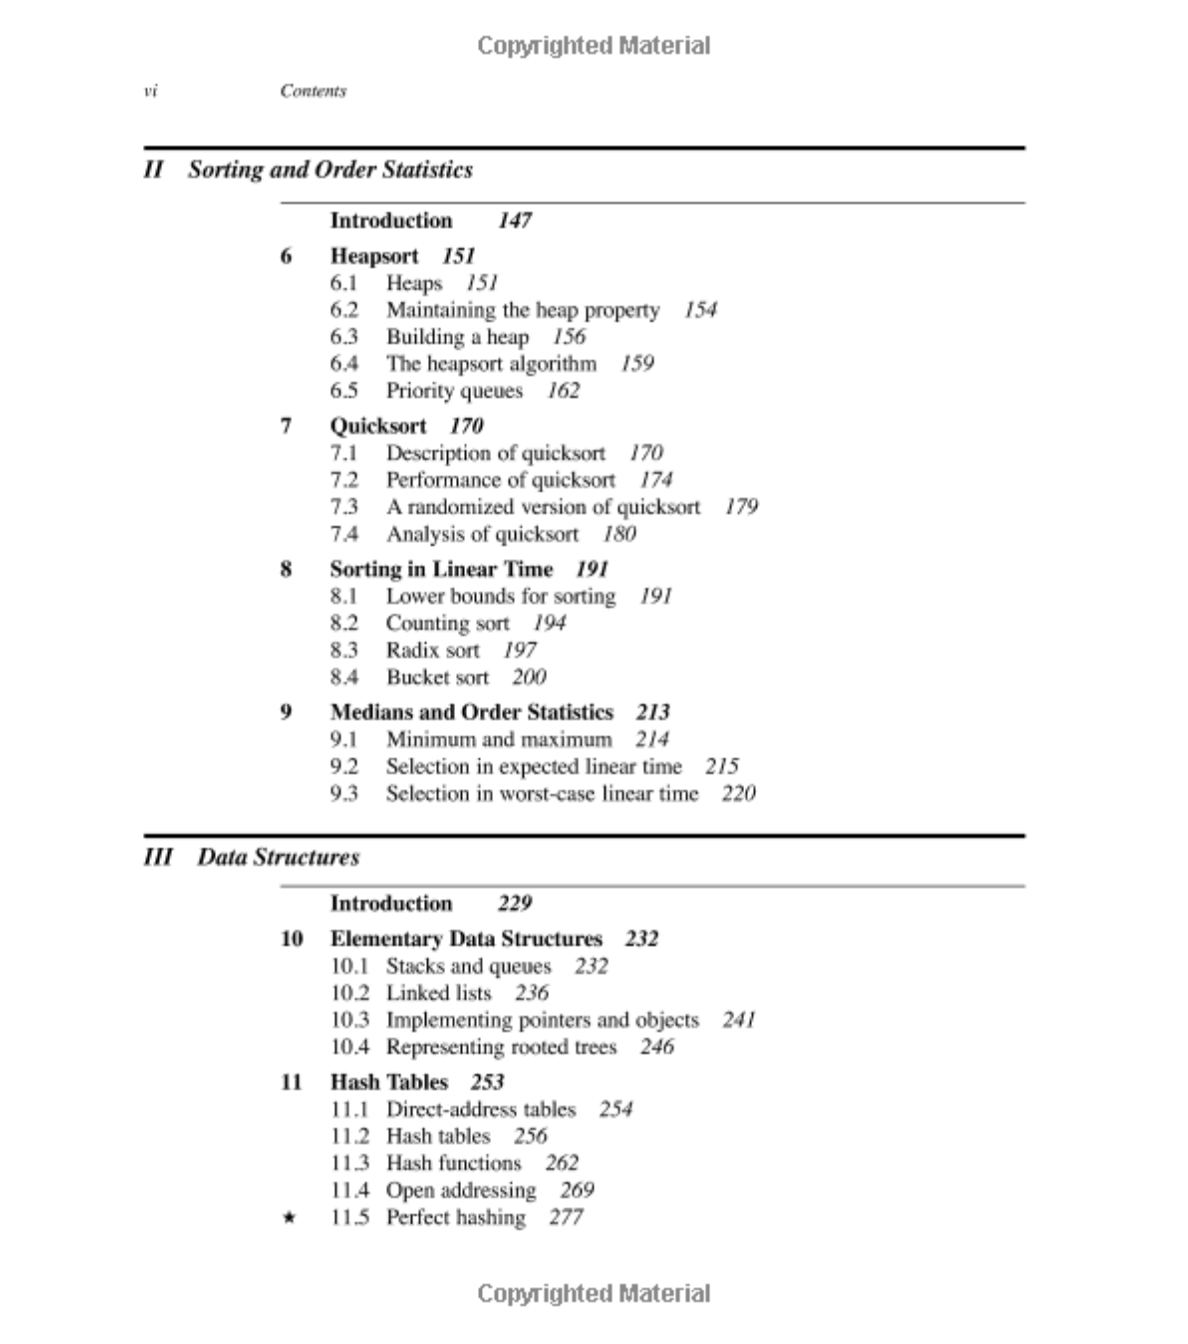 Copyrighted Material
vi Contents
II Sorting and Order Statistics
Introduction 147
6 Heapsort 151
6.1 Heaps 151
6.2 Maintaining the heap property 154
6.3 Building a heap 156
6.4 The heapsort algorithm 159
6.5 Priority queues 162
7 Quicksort 170
7.1 Description of quicksort 170
7.2 Performance of quicksort 174
7.3 A randomized version of quicksort 179
7.4 Analysis of quicksort 180
8 Sorting in Linear Time 191
8.1 Lower bounds for sorting 191
8.2 Counting sort 194
8.3 Radix sort 197
8.4 Bucket sort 200
9 Medians and Order Statistics 213
9.1 Minimum and maximum 214
9.2 Selection in expected linear time 215
9.3 Selection in worst-case linear time 220
III Data Structures
Introduction 229
10 Elementary Data Structures 232
10.1 Stacks and queues 232
10.2 Linked lists 236
10.3 Implementing pointers and objects 241
10.4 Representing rooted trees 246
11 Hash Tables 253
11.1 Direct-address tables 254
11.2 Hash tables 256
11.3 Hash functions 262
11.4 Open addressing 269
★ 11.5 Perfect hashing 277
Copyrighted Material